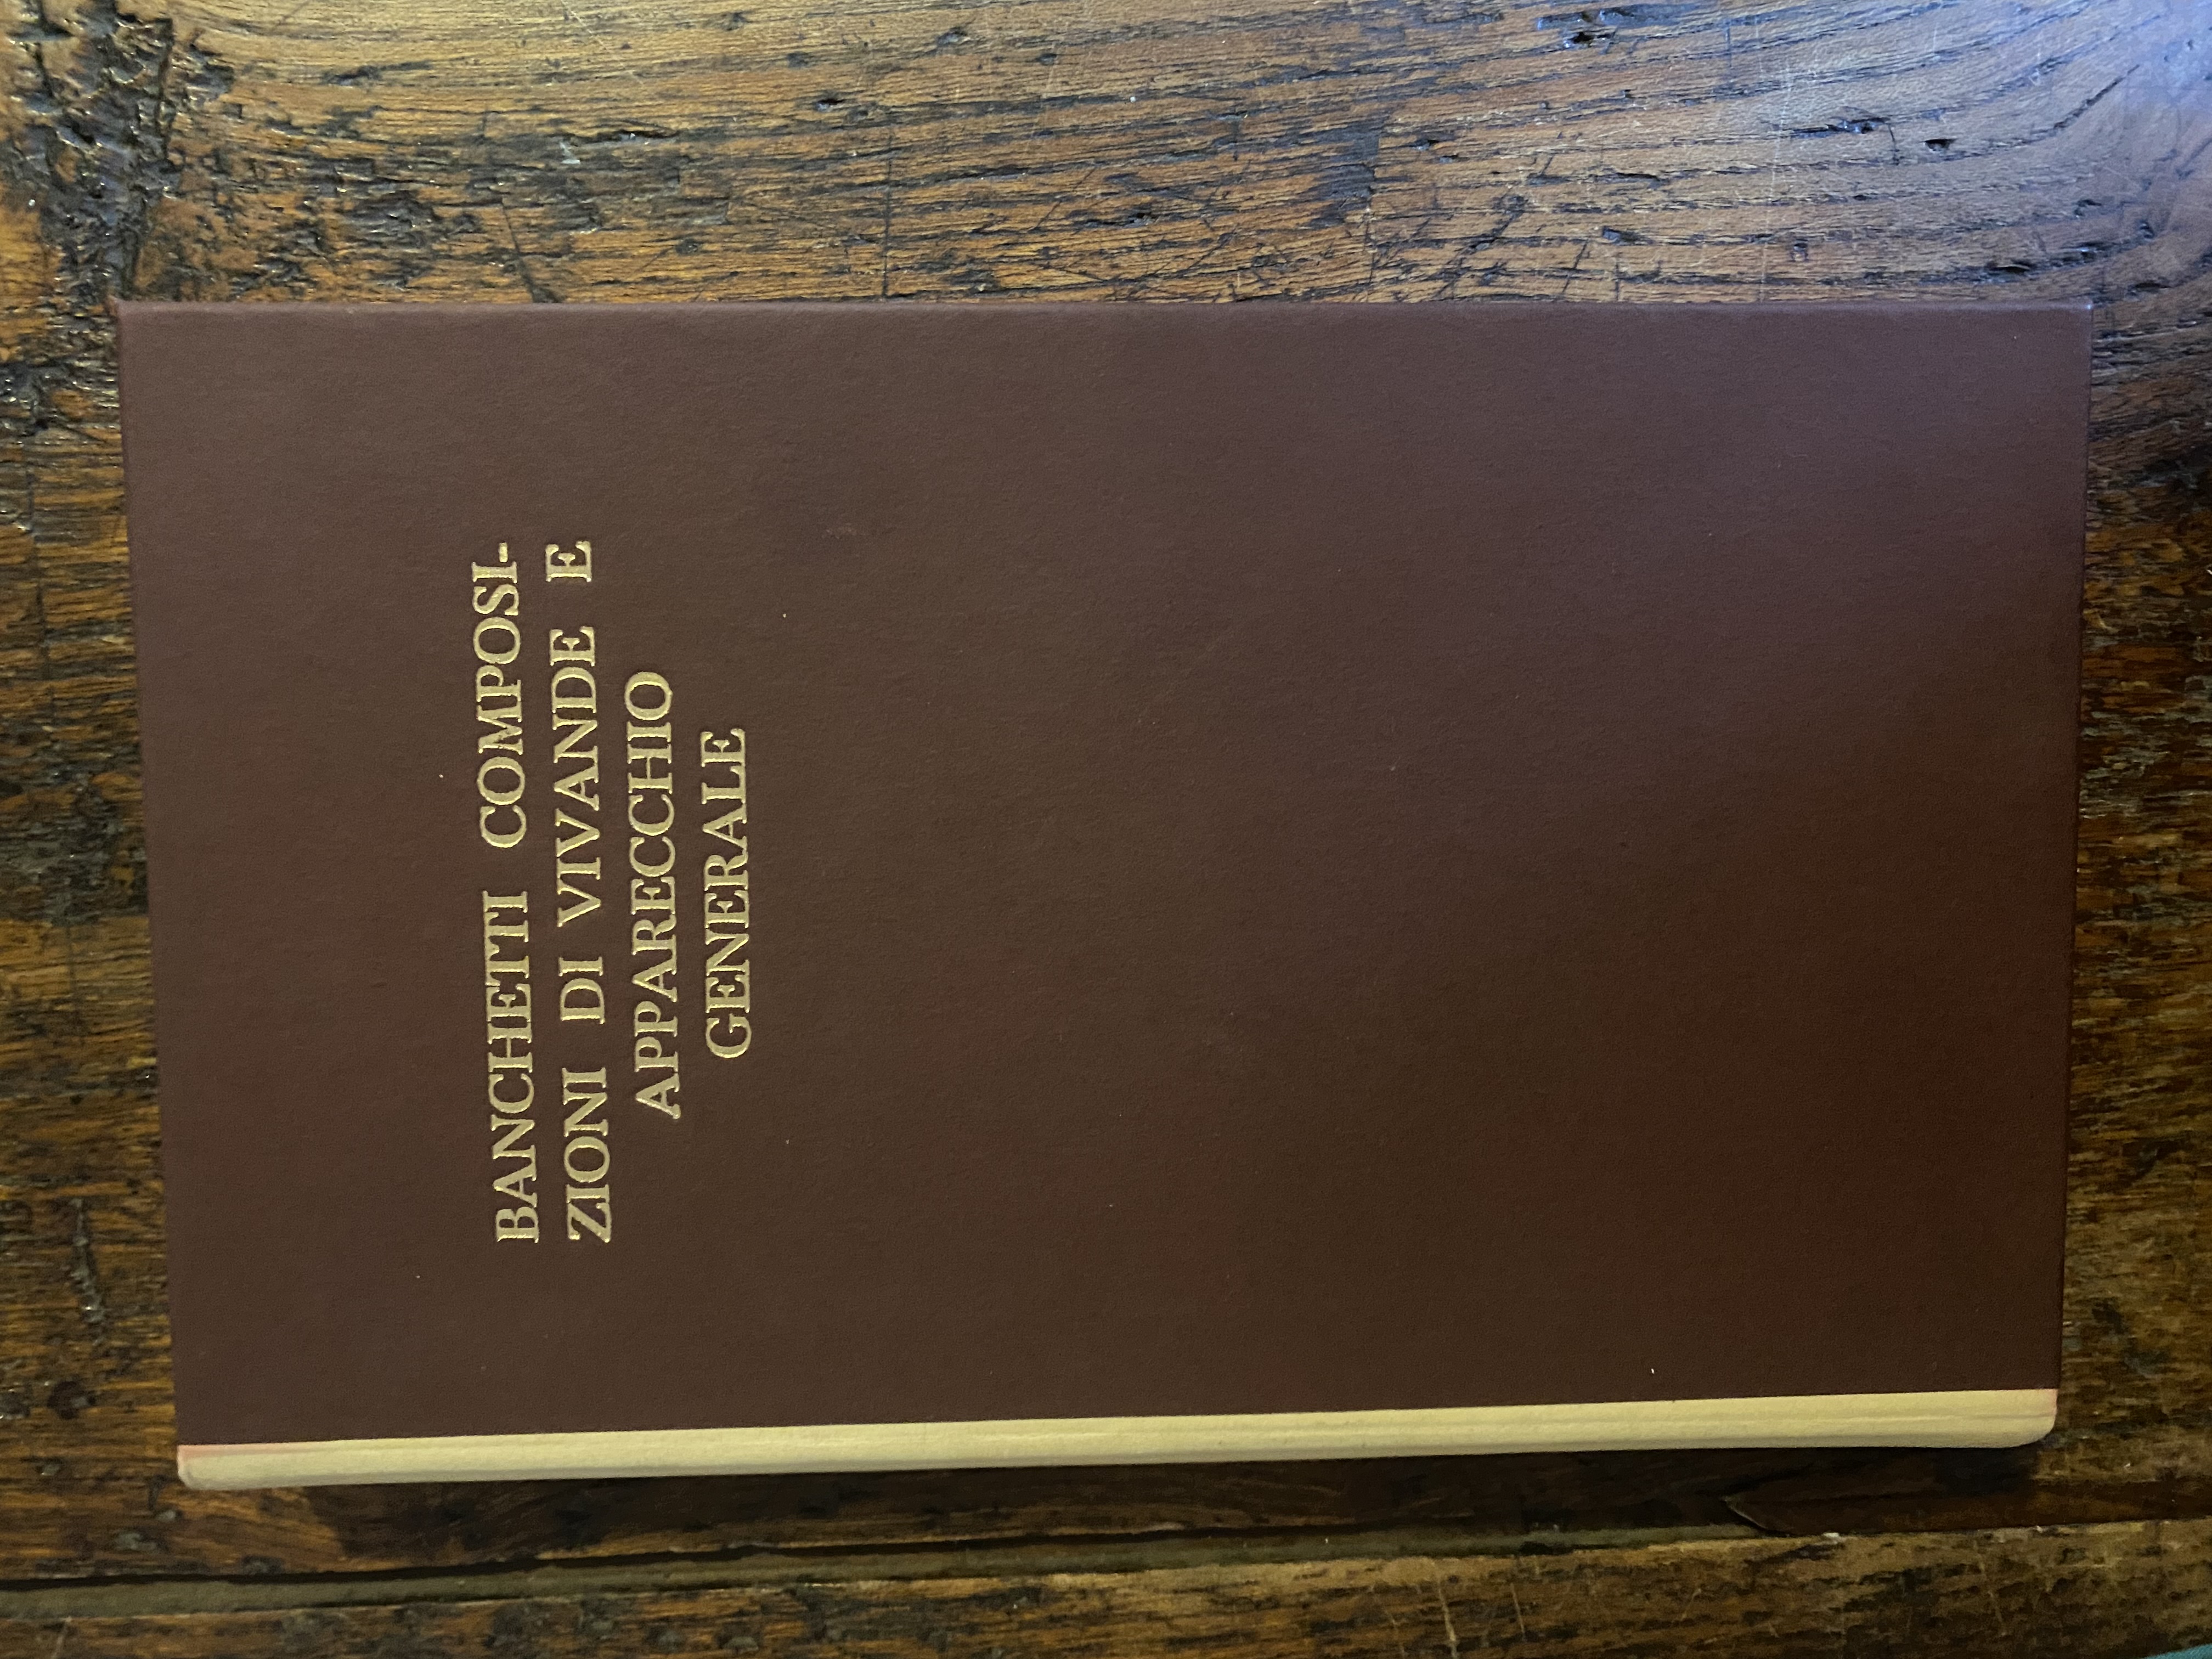 BANCHETTI COMPOSI-
ZIONI DI VIVANDE E
APPARECCHIO
GENERALE